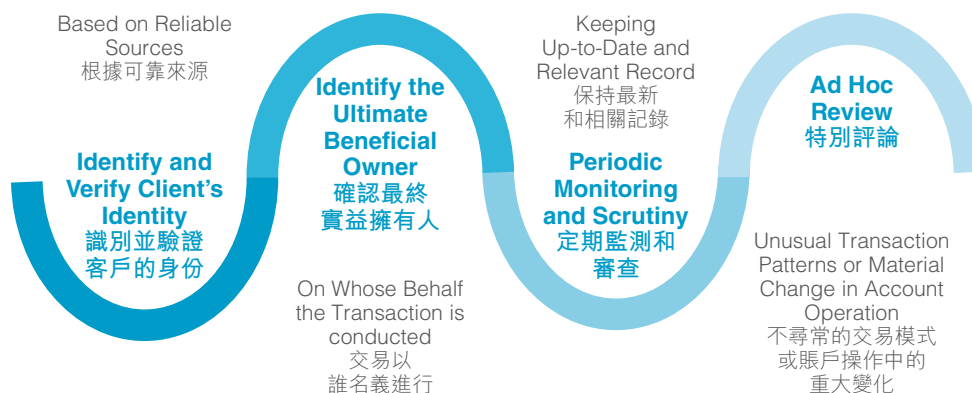 Based on Reliable
Sources
根據可靠來源
Identify and
Verify Client's
Identity
識別並驗證
客戶的身份
Identify the
Ultimate
Beneficial
Owner
確認最終
實益擁有人
On Whose Behalf
the Transaction is
conducted
交易以
誰名義進行
Keeping
Up-to-Date and
Relevant Record
保持最新
和相關記錄
Periodic
Monitoring
and Scrutiny
定期監測和
審查
Ad Hoc
Review
特別評論
Unusual Transaction
Patterns or Material
Change in Account
Operation
不尋常的交易模式
或賬戶操作中的
重大變化